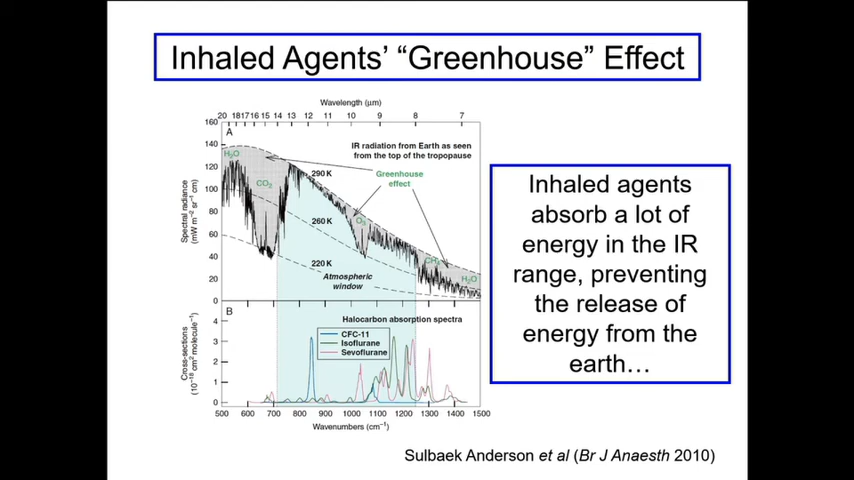 Inhaled Agents’ “Greenhouse” Effect
Wavelength (µm)
20 18 17 16 15 14 13 12 11 10 9 8 7
A
160
140
120
100
80
60
40
20
0
Spectral radiance
(mW m⁻² sr⁻¹ cm)
IR radiation from Earth as seen
from the top of the tropopause
Greenhouse
effect
H₂O
CO₂
O₃
CH₄
H₂O
290 K
260 K
220 K
Atmospheric
window
B
Halocarbon absorption spectra
CFC-11
Isoflurane
Sevoflurane
4
3
2
1
0
Cross-sections
(10⁻¹⁸ cm² molecule⁻¹)
500 600 700 800 900 1000 1100 1200 1300 1400 1500
Wavenumbers (cm⁻¹)
Inhaled agents
absorb a lot of
energy in the IR
range, preventing
the release of
energy from the
earth…
Sulbaek Anderson et al (Br J Anaesth 2010)